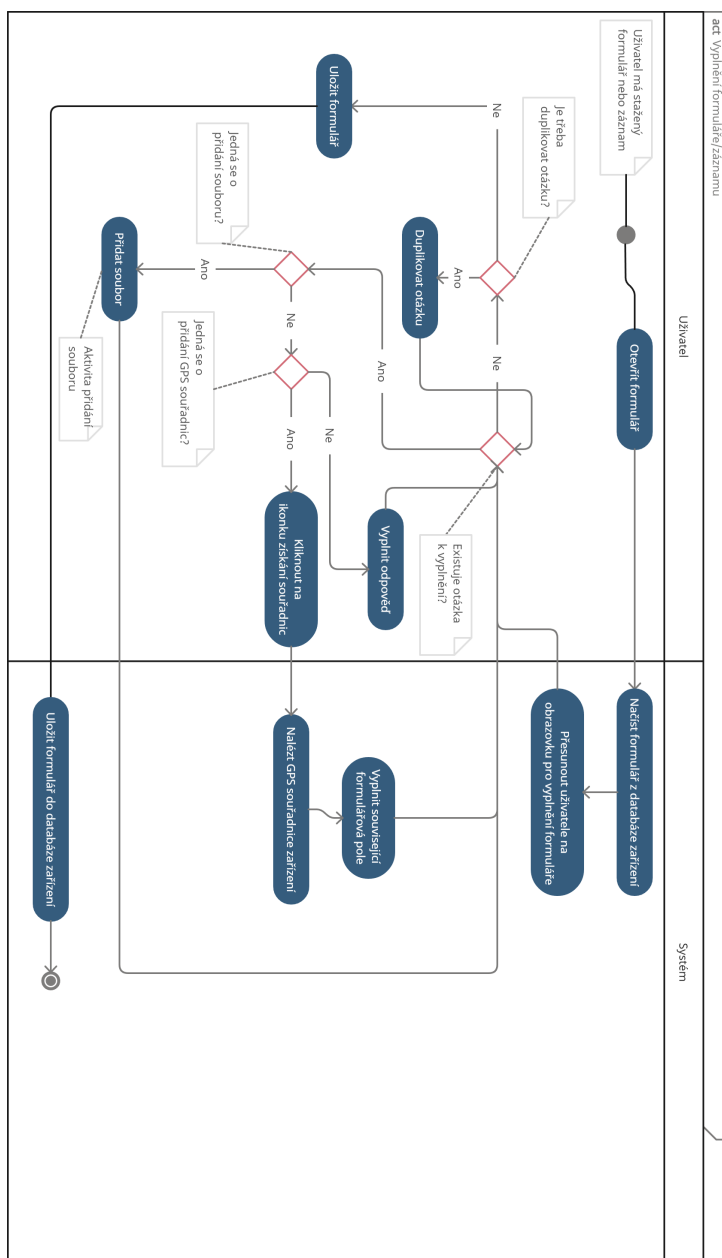 act Vyplnění formuláře/záznamu
Uživatel
Systém
Uživatel má stažený
formulář nebo záznam
Otevřít formulář
Načíst formulář z databáze zařízení
Přesunout uživatele na
obrazovku pro vyplnění formuláře
Je třeba
duplikovat otázku?
Ne
Ano
Ne
Existuje otázka
k vyplnění?
Duplikovat otázku
Ano
Vyplnit odpověď
Vyplnit související
formulářová pole
Uložit formulář
Ne
Ne
Ano
Kliknout na
ikonku získání souřadnic
Nalézt GPS souřadnice zařízení
Jedná se o
přidání souboru?
Ano
Jedná se o
přidání GPS souřadnic?
Přidat soubor
Aktivita přidání
souboru
Uložit formulář do databáze zařízení